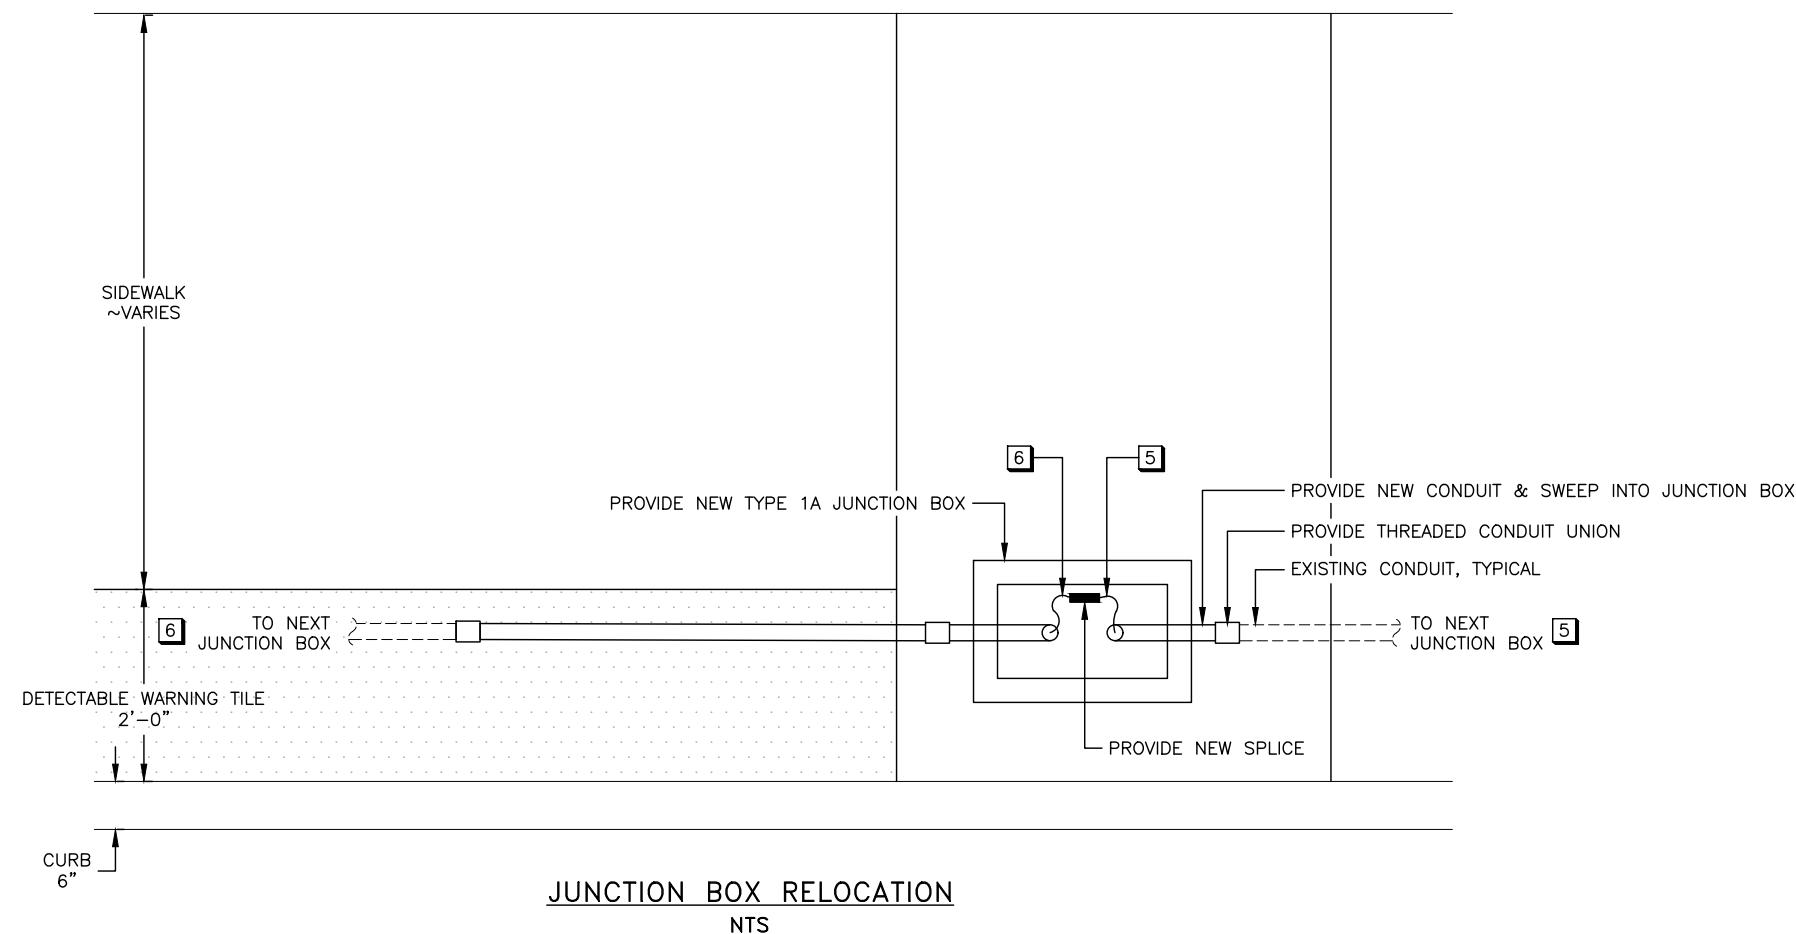 SIDEWALK
~VARIES
6
5
PROVIDE NEW TYPE 1A JUNCTION BOX
PROVIDE NEW CONDUIT & SWEEP INTO JUNCTION BOX
PROVIDE THREADED CONDUIT UNION
EXISTING CONDUIT, TYPICAL
6
TO NEXT
JUNCTION BOX
TO NEXT
JUNCTION BOX
5
DETECTABLE WARNING TILE
2'-0"
PROVIDE NEW SPLICE
CURB
6"
JUNCTION BOX RELOCATION
NTS